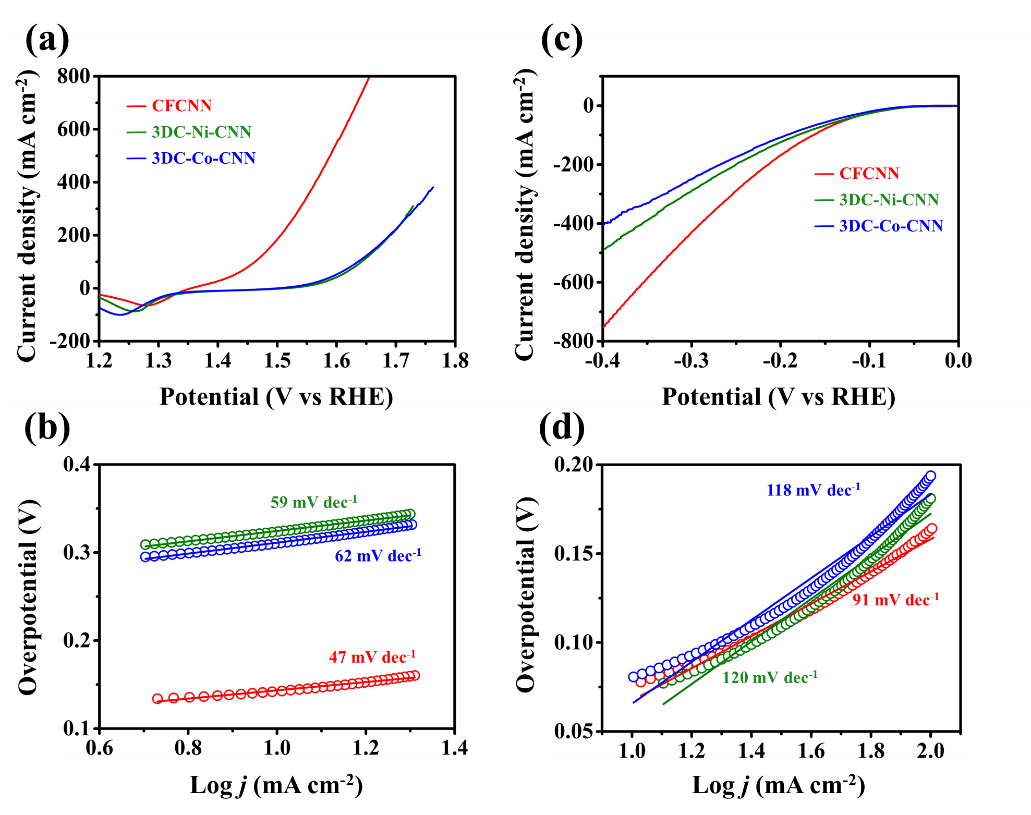 (a)
Current density (mA cm-2)
800
600
400
200
0
-200
CFCNN
3DC-Ni-CNN
3DC-Co-CNN
1.2 1.3 1.4 1.5 1.6 1.7 1.8
Potential (V vs RHE)
(c)
Current density (mA cm-2)
0
-200
-400
-600
-800
CFCNN
3DC-Ni-CNN
3DC-Co-CNN
-0.4 -0.3 -0.2 -0.1 0.0
Potential (V vs RHE)
(b)
Overpotential (V)
0.4
0.3
0.2
0.1
59 mV dec-1
62 mV dec-1
47 mV dec-1
0.6 0.8 1.0 1.2 1.4
Log j (mA cm-2)
(d)
Overpotential (V)
0.20
0.15
0.10
0.05
118 mV dec-1
91 mV dec-1
120 mV dec-1
1.0 1.2 1.4 1.6 1.8 2.0
Log j (mA cm-2)